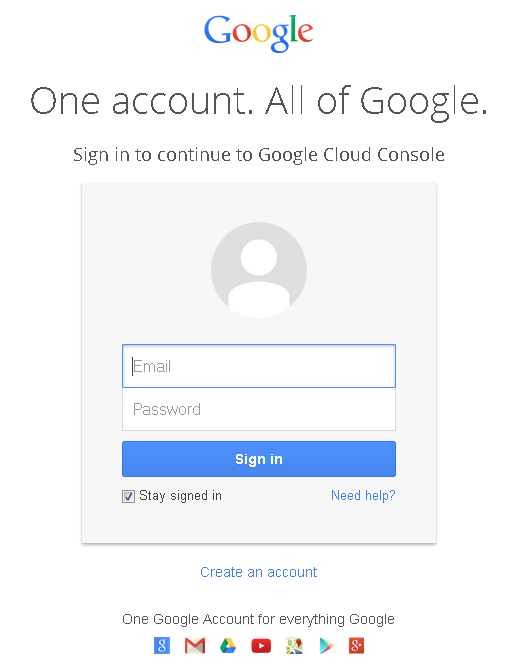 Google
One account. All of Google.
Sign in to continue to Google Cloud Console
Email
Password
Sign in
Stay signed in Need help?
Create an account
One Google Account for everything Google